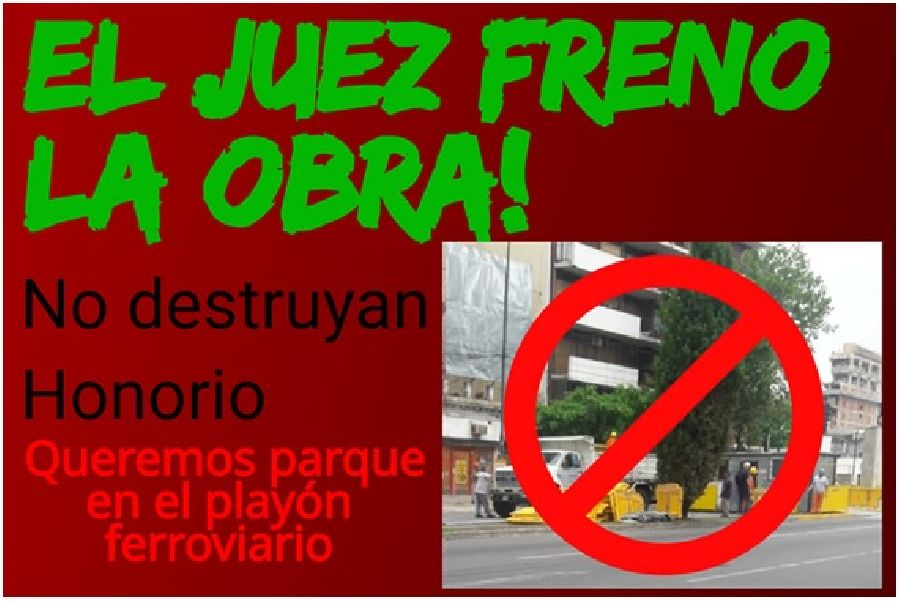 EL JUEZ FRENO
LA OBRA!
No destruyan
Honorio
Queremos parque
en el playón
ferroviario